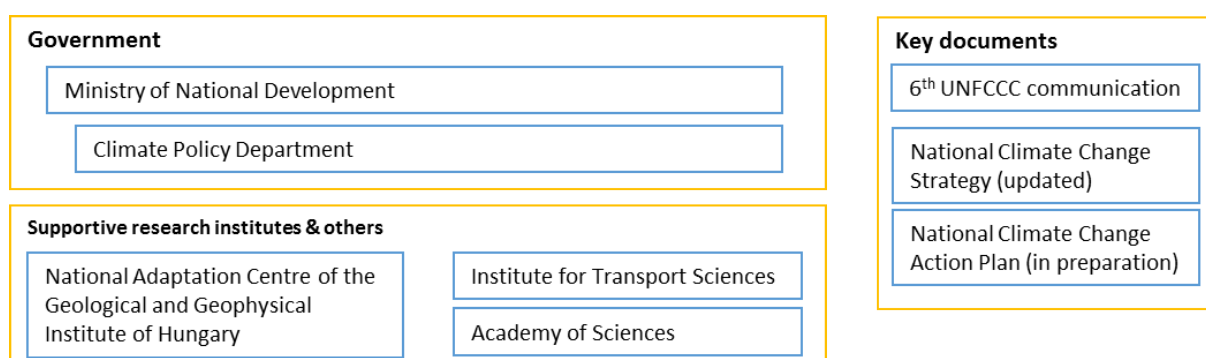 Government
Ministry of National Development
Climate Policy Department
Supportive research institutes & others
National Adaptation Centre of the
Geological and Geophysical
Institute of Hungary
Institute for Transport Sciences
Academy of Sciences
Key documents
6th UNFCCC communication
National Climate Change
Strategy (updated)
National Climate Change
Action Plan (in preparation)